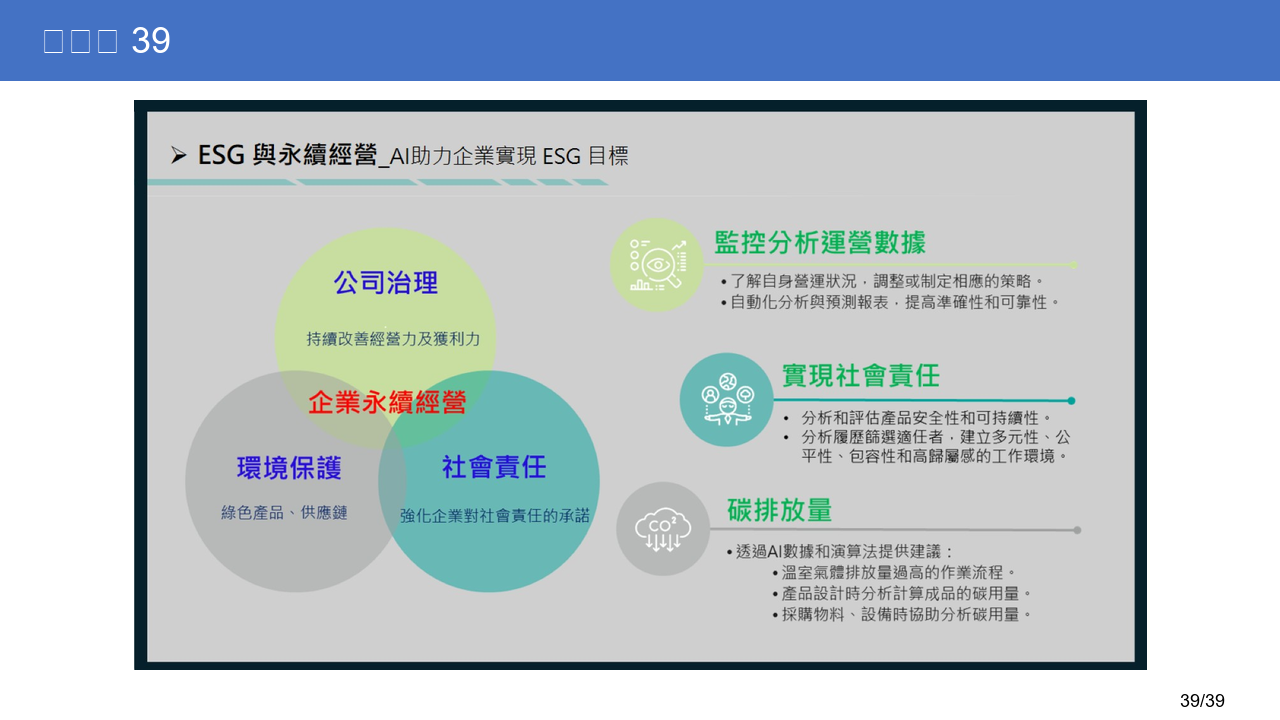 39
➢ ESG 與永續經營_AI助力企業實現 ESG 目標
公司治理
持續改善經營力及獲利力
企業永續經營
環境保護
綠色產品、供應鏈
社會責任
強化企業對社會責任的承諾
監控分析運營數據
•了解自身營運狀況，調整或制定相應的策略。
•自動化分析與預測報表，提高準確性和可靠性。
實現社會責任
• 分析和評估產品安全性和可持續性。
• 分析履歷篩選適任者，建立多元性、公
平性、包容性和高歸屬感的工作環境。
CO²
碳排放量
•透過AI數據和演算法提供建議：
•溫室氣體排放量過高的作業流程。
•產品設計時分析計算成品的碳用量。
•採購物料、設備時協助分析碳用量。
39/39